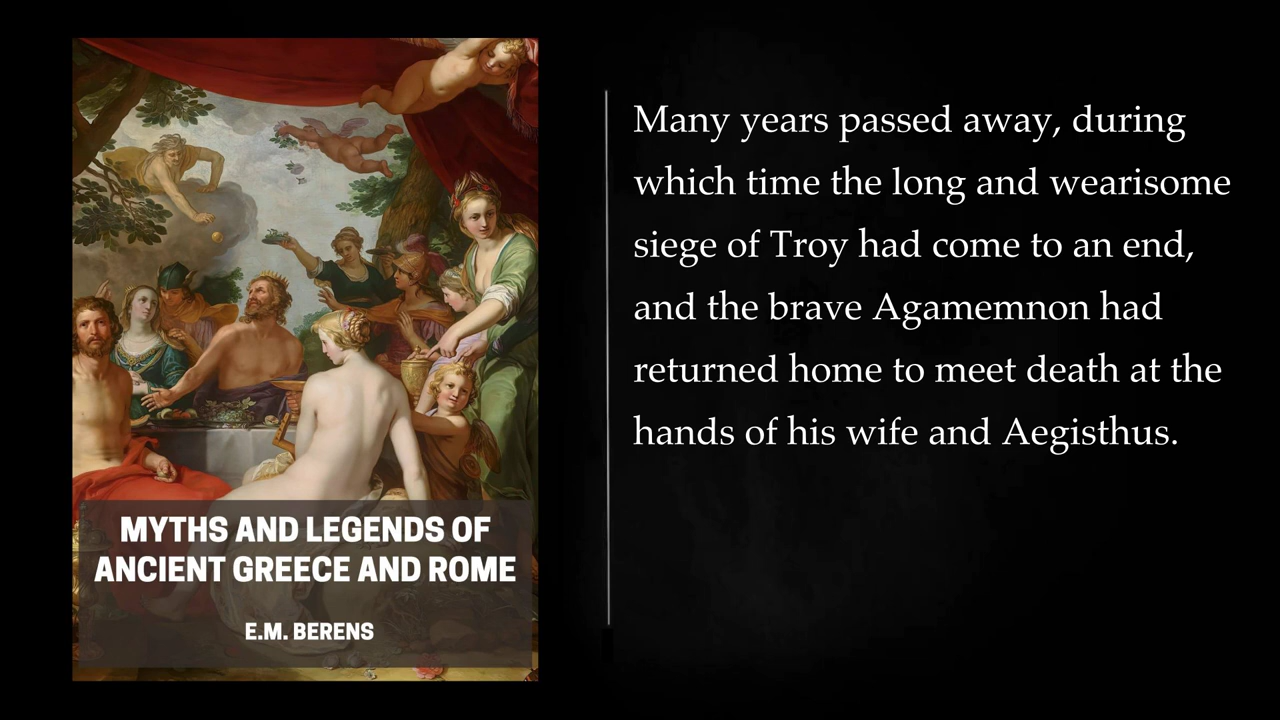 MYTHS AND LEGENDS OF
ANCIENT GREECE AND ROME
E.M. BERENS
Many years passed away, during
which time the long and wearisome
siege of Troy had come to an end,
and the brave Agamemnon had
returned home to meet death at the
hands of his wife and Aegisthus.